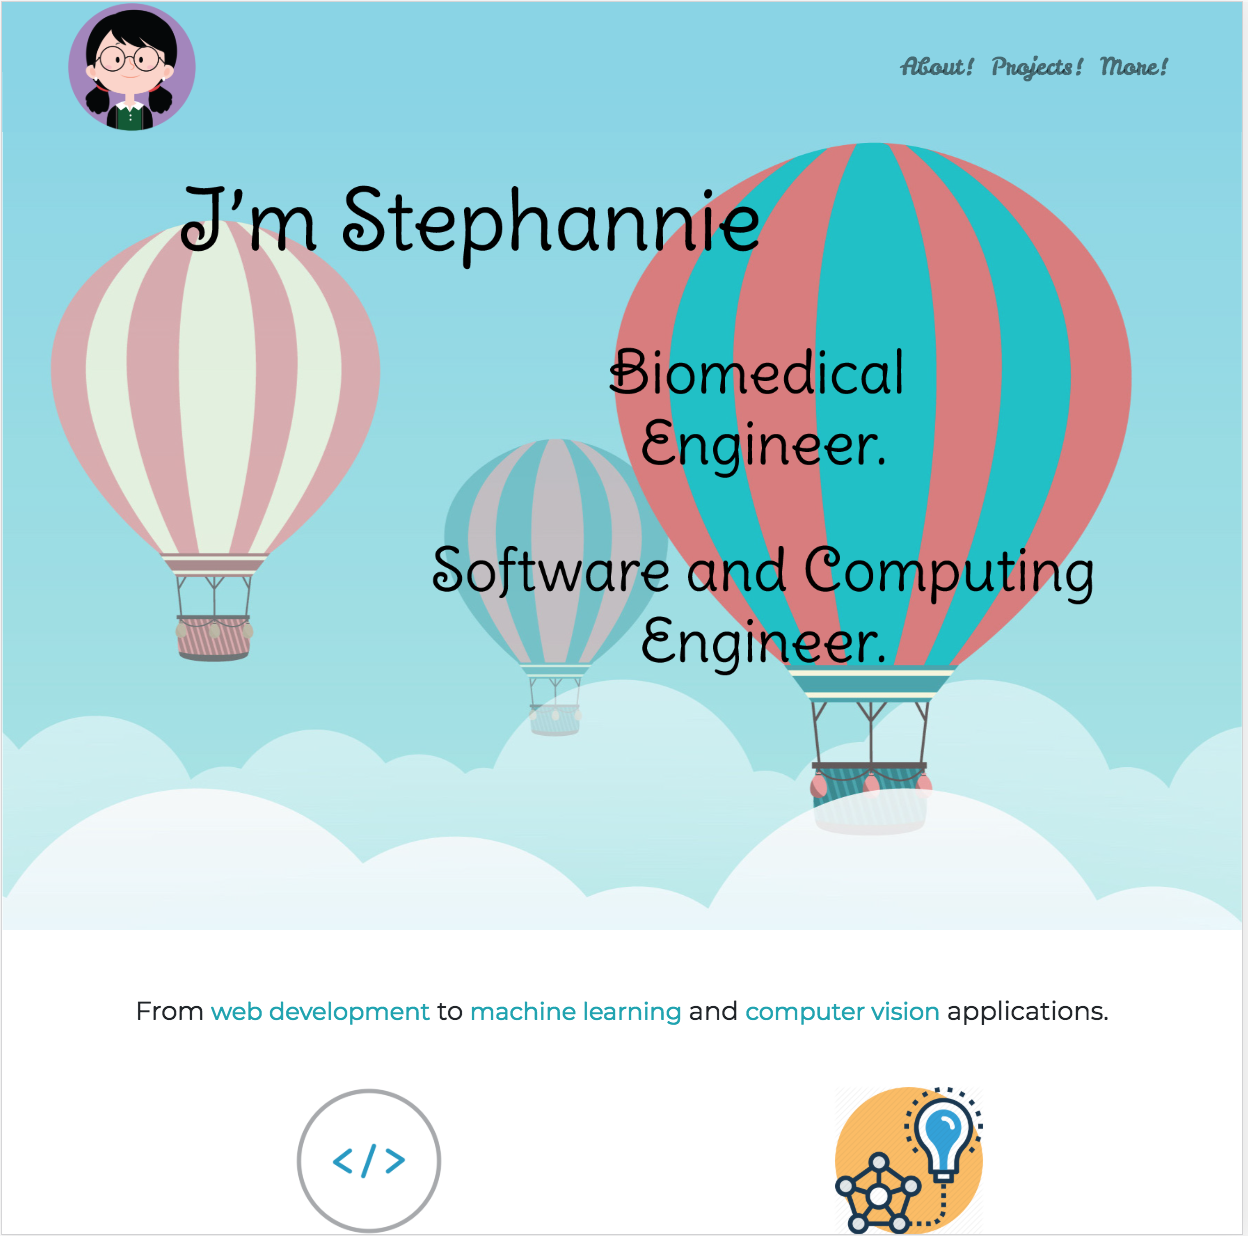 About! Projects! More!
I'm Stephannie
Biomedical
Engineer.
Software and Computing
Engineer.
From web development to machine learning and computer vision applications.